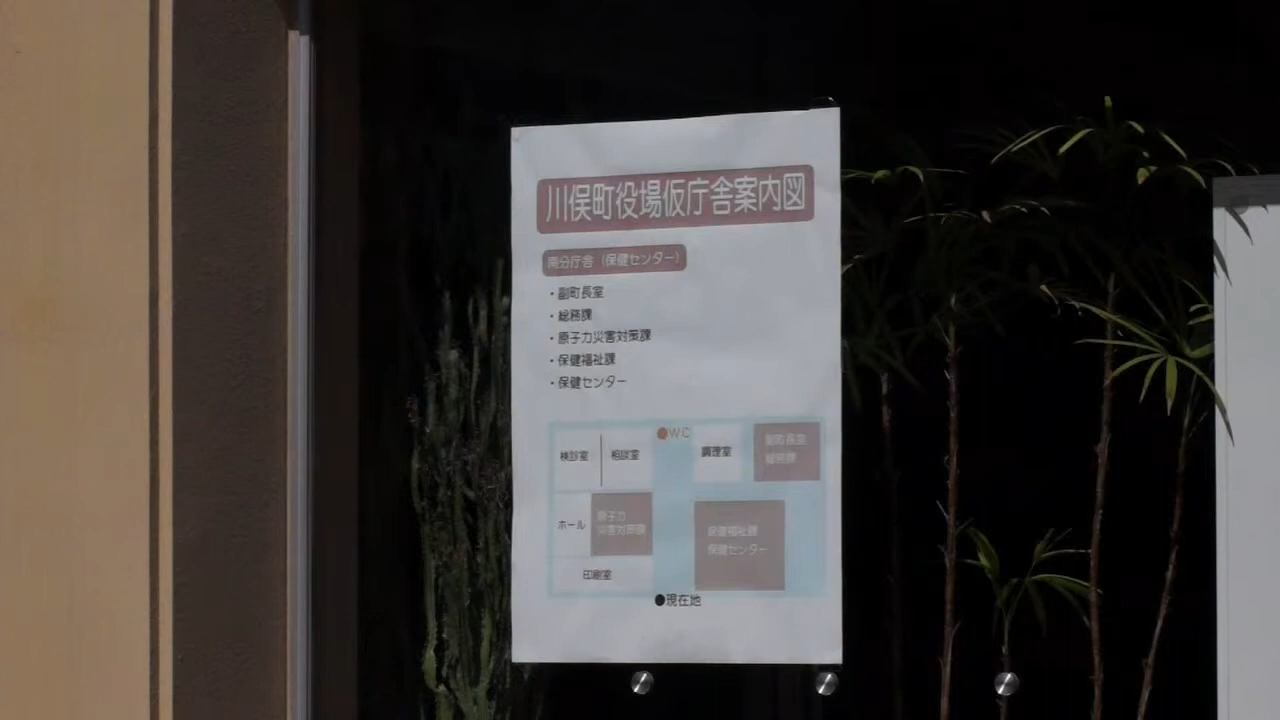 川俣町役場仮庁舎案内図
南分庁舎（保健センター）
・副町長室
・総務課
・原子力災害対策課
・保健福祉課
・保健センター
●WC
検診室 相談室 調理室
副町長室
総務課
ホール
原子力
災害対策課
保健福祉課
保健センター
印刷室
●現在地